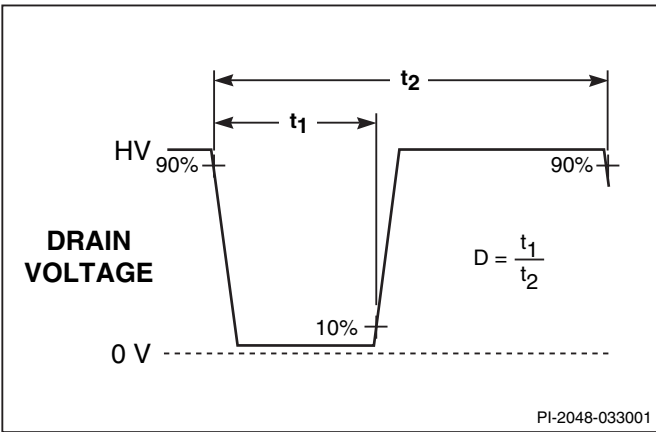 t2
t1
HV
90%
90%
DRAIN
VOLTAGE
D = t1
t2
10%
0 V
PI-2048-033001